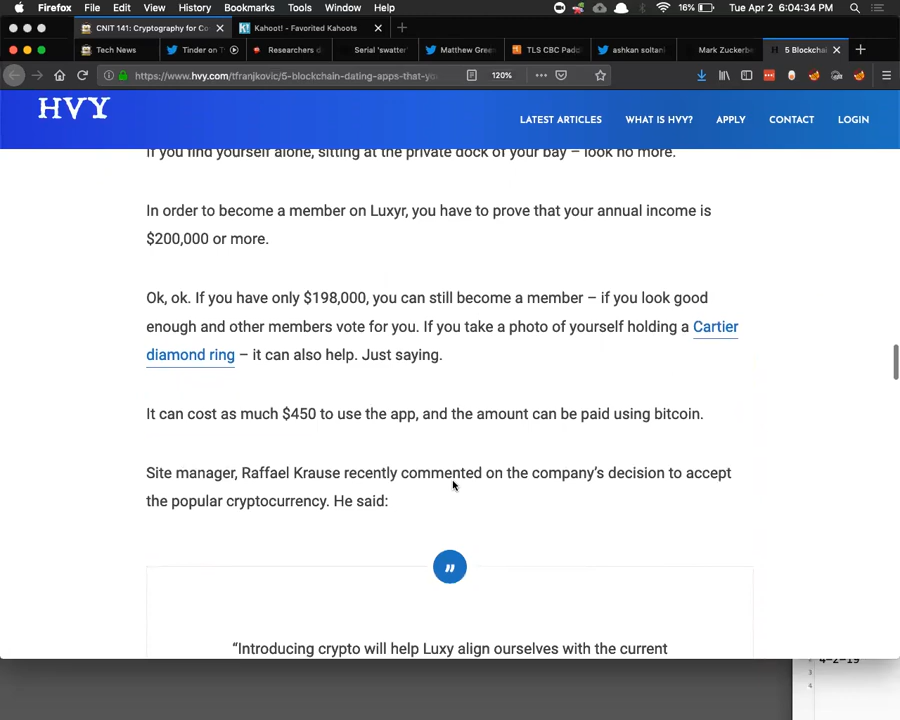 Firefox File Edit View History Bookmarks Tools Window Help 16% Tue Apr 2 6:04:34 PM
CNIT 141: Cryptography for Co
Kahoot! - Favorited Kahoots
Tech News
Tinder on T
Researchers d
Serial 'swatter'
Matthew Gree
TLS CBC Padd
ashkan soltani
Mark Zuckerbe
5 Blockchai
https://www.hvy.com/tfranjkovic/5-blockchain-dating-apps-that-yo
120%
HVY
LATEST ARTICLES WHAT IS HVY? APPLY CONTACT LOGIN
If you find yourself alone, sitting at the private dock of your bay – look no more.
In order to become a member on Luxyr, you have to prove that your annual income is
$200,000 or more.
Ok, ok. If you have only $198,000, you can still become a member – if you look good
enough and other members vote for you. If you take a photo of yourself holding a Cartier
diamond ring – it can also help. Just saying.
It can cost as much $450 to use the app, and the amount can be paid using bitcoin.
Site manager, Raffael Krause recently commented on the company's decision to accept
the popular cryptocurrency. He said:
"
“Introducing crypto will help Luxy align ourselves with the current
4-2-19
3
4